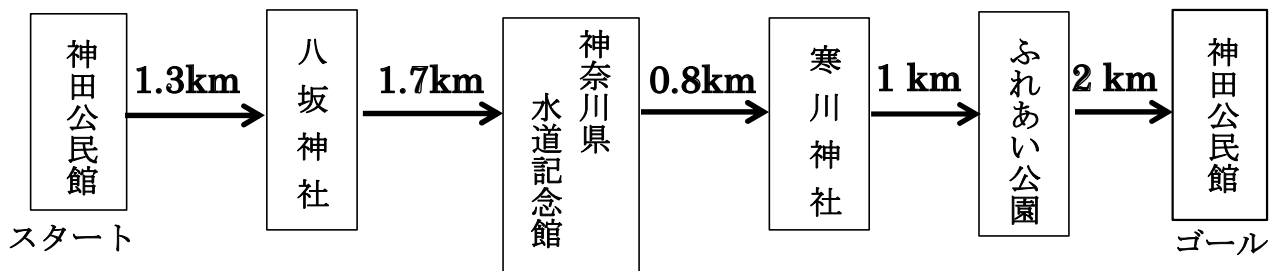 神田公民館
スタート
1.3km
八坂神社
1.7km
神奈川県
水道記念館
0.8km
寒川神社
1 km
ふれあい公園
2 km
神田公民館
ゴール